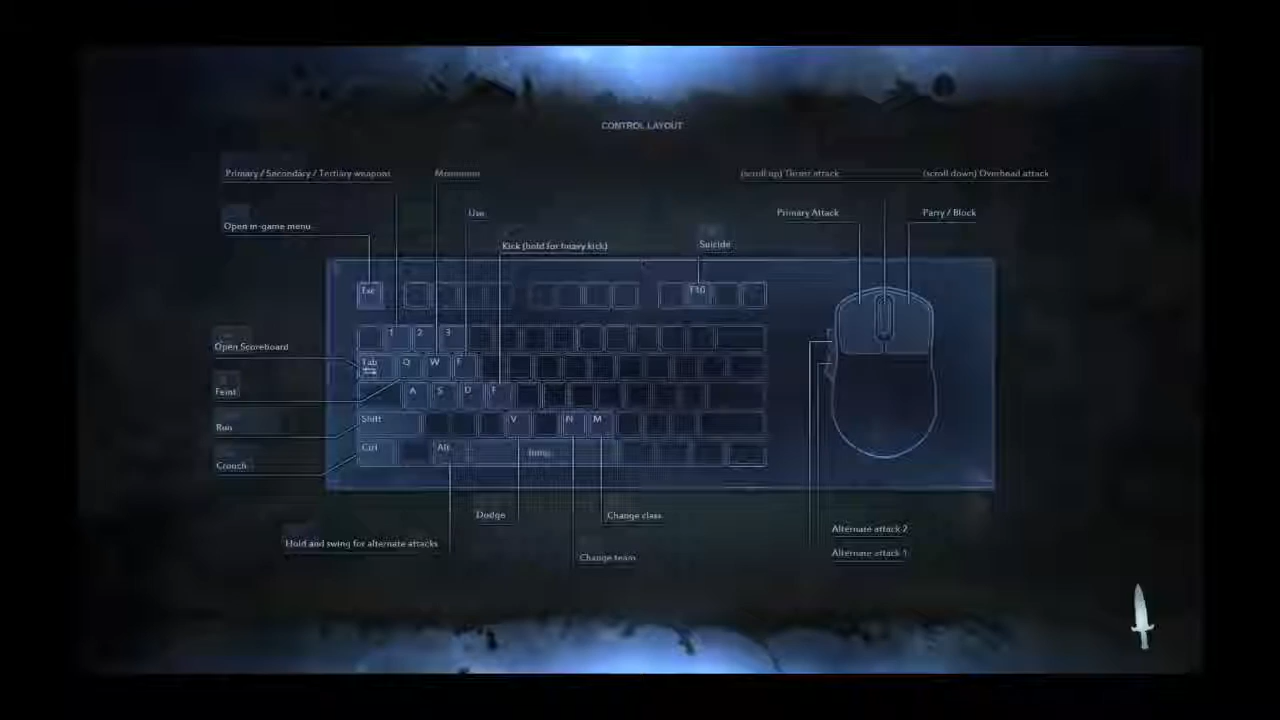 CONTROL LAYOUT
Primary / Secondary / Tertiary weapons
Movement
(scroll up) Thrust attack
(scroll down) Overhead attack
Use
Primary Attack
Parry / Block
Open in-game menu
Kick (hold for heavy kick)
Suicide
Esc
F10
1 2 3
Open Scoreboard
Tab Q W E
Feint
A S D F
Run
Shift V N M
Crouch
Ctrl Alt Jump
Dodge
Change class
Alternate attack 2
Hold and swing for alternate attacks
Change team
Alternate attack 1